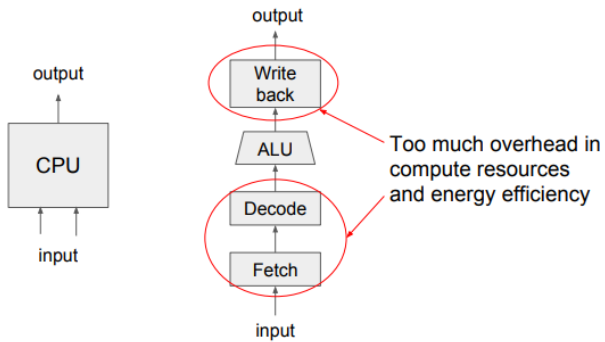 output
CPU
input
output
Write
back
ALU
Decode
Fetch
input
Too much overhead in
compute resources
and energy efficiency